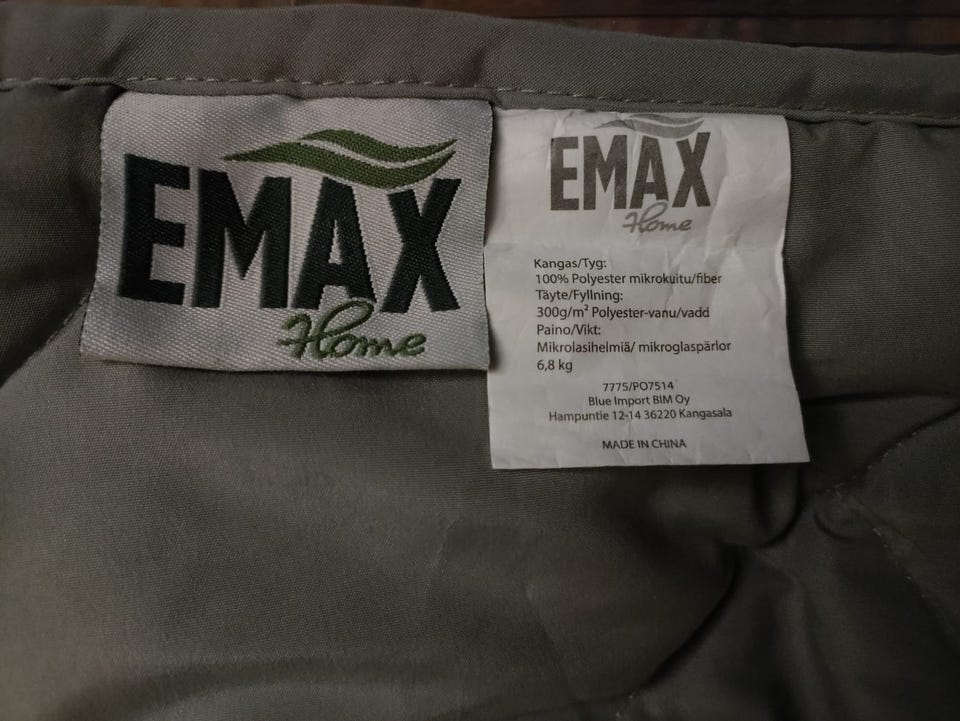 EMAX
Home
EMAX
Home
Kangas/Tyg:
100% Polyester mikrokuitu/fiber
Täyte/Fyllning:
300g/m² Polyester-vanu/vadd
Paino/Vikt:
Mikrolasihelmiä/ mikroglaspärlor
6,8 kg
7775/PO7514
Blue Import BIM Oy
Hampuntie 12-14 36220 Kangasala
MADE IN CHINA